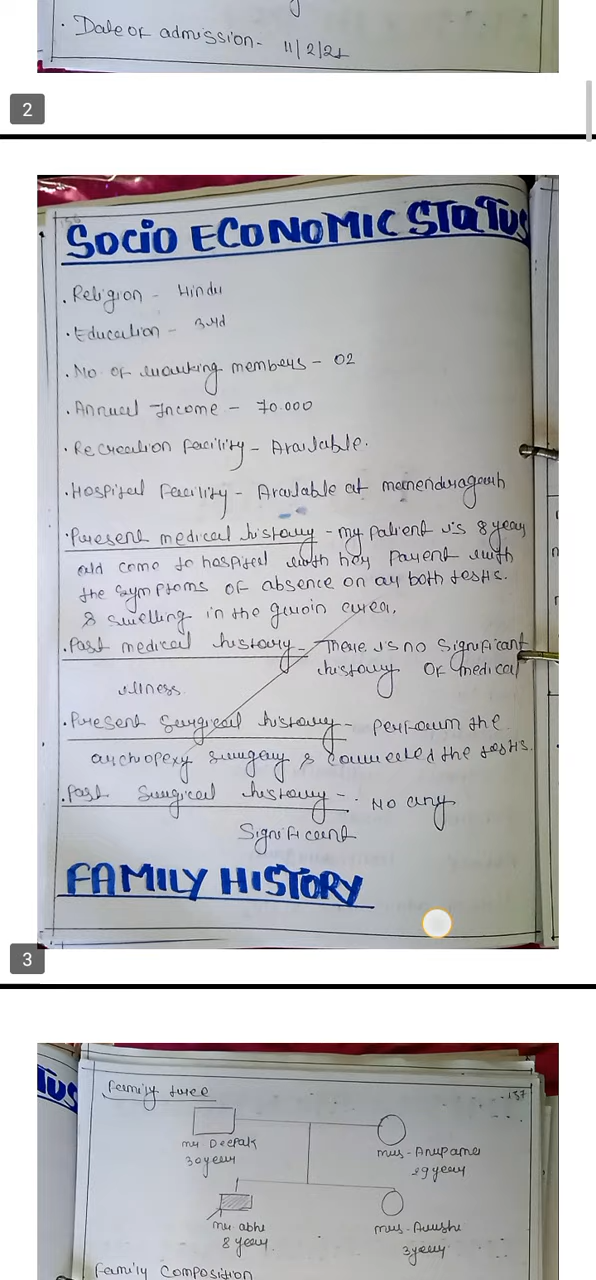 • Date of admission - 11/2/21
2
SOCIO ECONOMIC STATUS
• Religion - Hindu
• Education - 3rd
• No. of working members - 02
• Annual Income - 70.000
• Recreation facility - Available.
• Hospital facility - Available at manendragarh
• Present medical history - my patient is 8 year
old come to hospital with his parent with
the symptoms of absence on
both testis.
& swelling in the groin area.
• Past medical history - There is no significant
history of medical
illness.
• Present Surgical history - perform the
orchiopexy surgery & corrected the testis.
• Past Surgical history - No any
Significant
FAMILY HISTORY
3
TUS
family tree
157
mr Deepak
30 year
mrs - Anupama
29 year
mr. abhi
8 year.
mrs - Anushi
3 year
family Composition